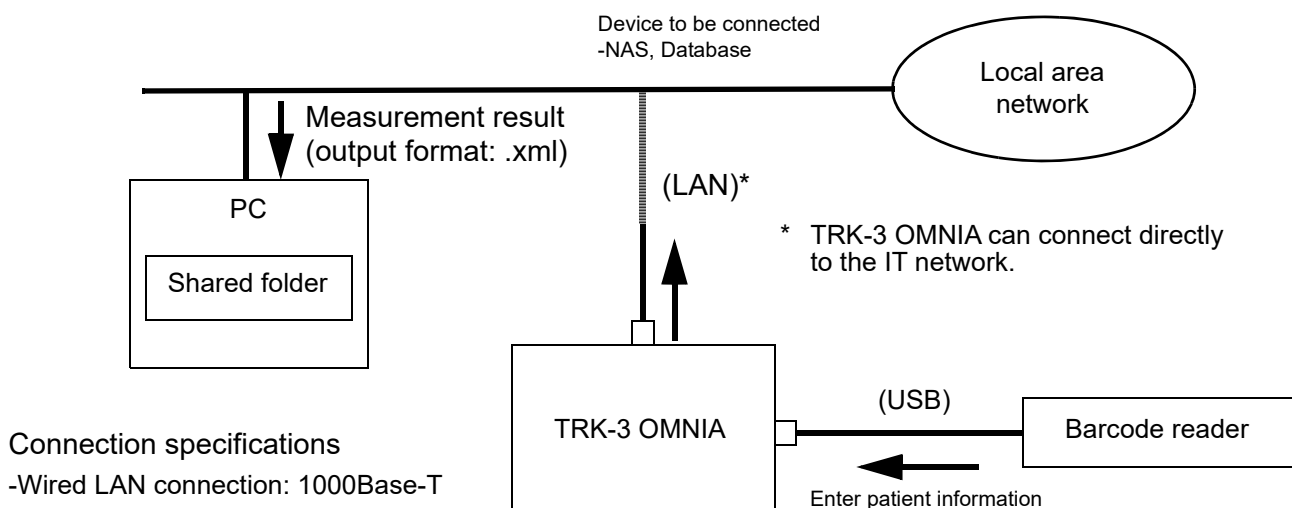 Device to be connected
-NAS, Database
Local area
network
Measurement result
(output format: .xml)
(LAN)*
PC
* TRK-3 OMNIA can connect directly
to the IT network.
Shared folder
(USB)
TRK-3 OMNIA
Barcode reader
Connection specifications
-Wired LAN connection: 1000Base-T
Enter patient information